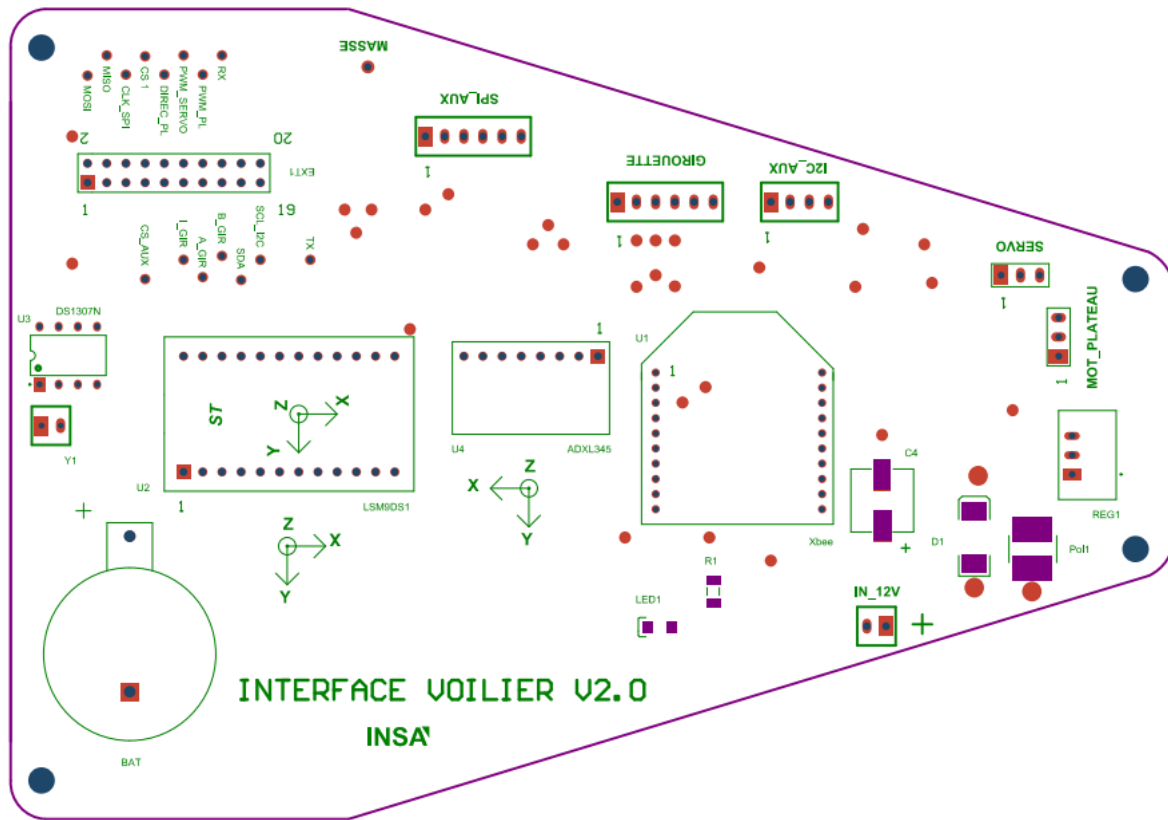 MASSE
MOSI
MISO
CLK_SPI
CS 1
DIREC_PL
PWM_SERVO
PWM_PL
RX
SPI_AUX
1
2
20
EXT1
1
19
GIROUETTE
1
I2C_AUX
1
CS_AUX
I_GIR
A_GIR
B_GIR
SDA
SCL_I2C
TX
SERVO
1
MOT_PLATEAU
1
U3
DS1307N
Y1
ST
Z
X
Y
U2
1
LSM9DS1
1
U4
ADXL345
X
Z
Y
Z
X
Y
U1
1
Xbee
C4
+
D1
Pol1
REG1
R1
LED1
IN_12V
+
+
BAT
INTERFACE VOILIER V2.0
INSA